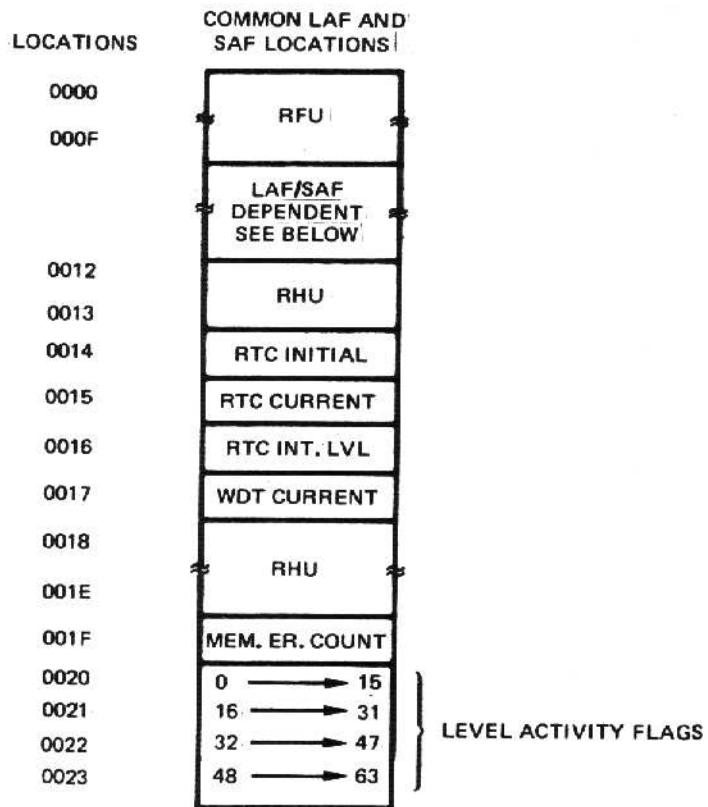 LOCATIONS
COMMON LAF AND
SAF LOCATIONS
0000
RFU
000F
LAF/SAF
DEPENDENT
SEE BELOW
0012
RHU
0013
0014 RTC INITIAL
0015 RTC CURRENT
0016 RTC INT. LVL
0017 WDT CURRENT
0018
RHU
001E
001F MEM. ER. COUNT
0020 0 → 15
0021 16 → 31
LEVEL ACTIVITY FLAGS
0022 32 → 47
0023 48 → 63